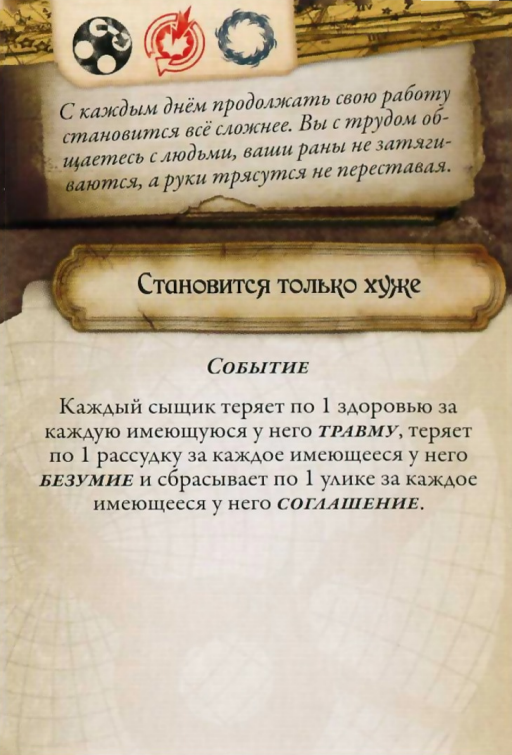 С каждым днём продолжать свою работу
становится всё сложнее. Вы с трудом об-
щаетесь с людьми, ваши раны не затяги-
ваются, а руки трясутся не переставая.
Становится только хуже
Событие
Каждый сыщик теряет по 1 здоровью за
каждую имеющуюся у него ТРАВМУ, теряет
по 1 рассудку за каждое имеющееся у него
БЕЗУМИЕ и сбрасывает по 1 улике за каждое
имеющееся у него СОГЛАШЕНИЕ.